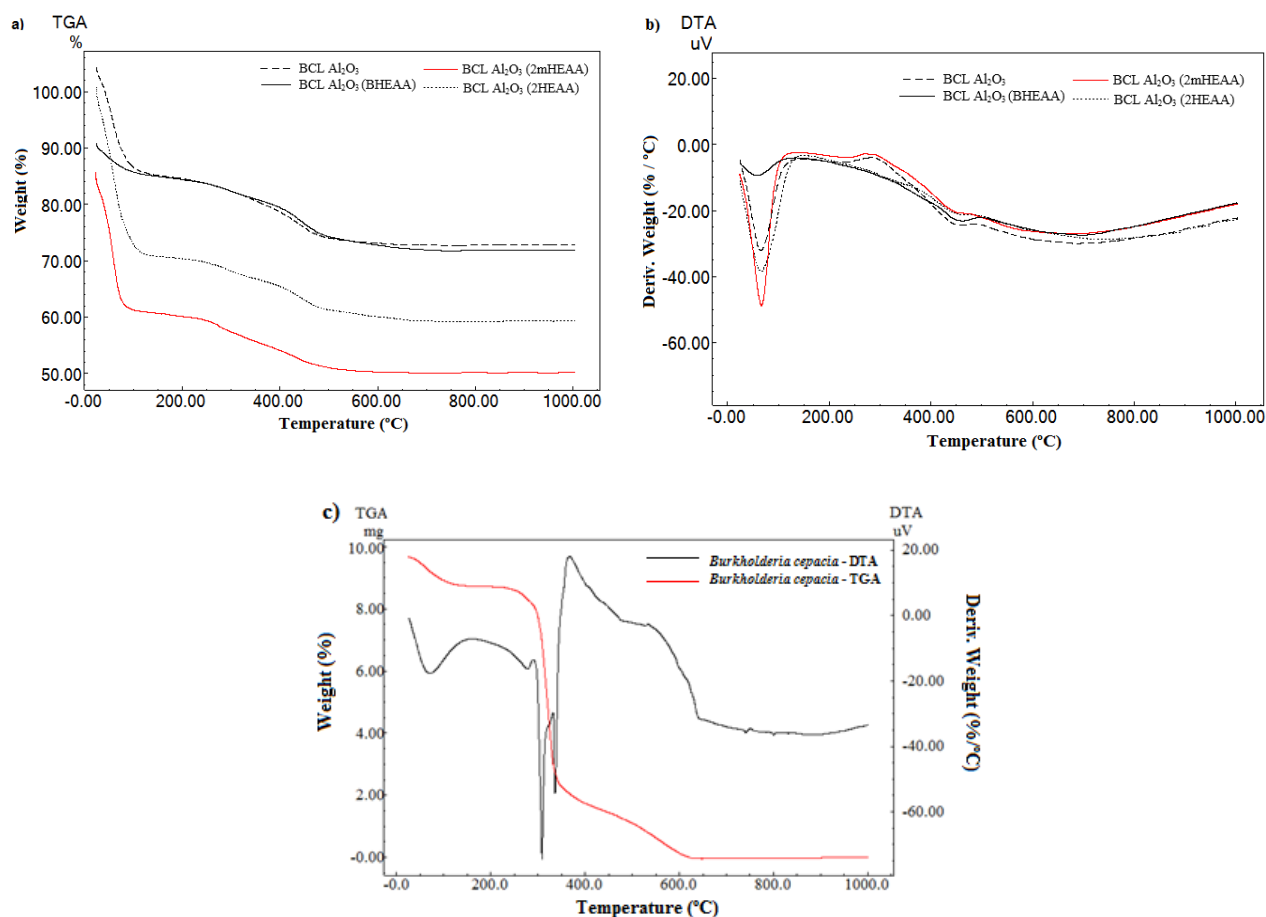 a)
TGA
%
BCL Al₂O₃
BCL Al₂O₃ (2mHEAA)
BCL Al₂O₃ (BHEAA)
BCL Al₂O₃ (2HEAA)
Weight (%)
100.00
90.00
80.00
70.00
60.00
50.00
-0.00 200.00 400.00 600.00 800.00 1000.00
Temperature (ºC)
b)
DTA
uV
BCL Al₂O₃
BCL Al₂O₃ (2mHEAA)
BCL Al₂O₃ (BHEAA)
BCL Al₂O₃ (2HEAA)
Deriv. Weight (% / ºC)
20.00
0.00
-20.00
-40.00
-60.00
-0.00 200.00 400.00 600.00 800.00 1000.00
Temperature (ºC)
c)
TGA
mg
DTA
uV
Burkholderia cepacia - DTA
Burkholderia cepacia - TGA
Weight (%)
10.00
8.00
6.00
4.00
2.00
-0.00
20.00
0.00
-20.00
-40.00
-60.00
Deriv. Weight (%/ºC)
-0.0 200.0 400.0 600.0 800.0 1000.0
Temperature (ºC)